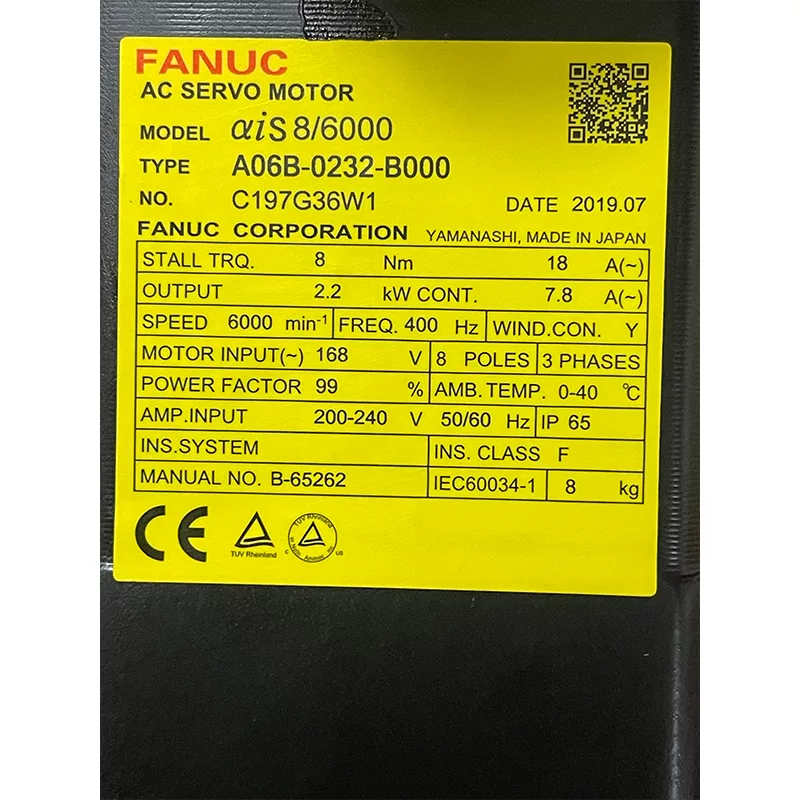 FANUC
AC SERVO MOTOR
MODEL αiS 8/6000
TYPE A06B-0232-B000
NO. C197G36W1 DATE 2019.07
FANUC CORPORATION YAMANASHI, MADE IN JAPAN
STALL TRQ. 8 Nm 18 A(~)
OUTPUT 2.2 kW CONT. 7.8 A(~)
SPEED 6000 min-1 FREQ. 400 Hz WIND.CON. Y
MOTOR INPUT(~) 168 V 8 POLES 3 PHASES
POWER FACTOR 99 % AMB.TEMP. 0-40 ℃
AMP.INPUT 200-240 V 50/60 Hz IP 65
INS.SYSTEM INS. CLASS F
MANUAL NO. B-65262 IEC60034-1 8 kg
CE
TUV Rheinland
TUV Rheinland
C US